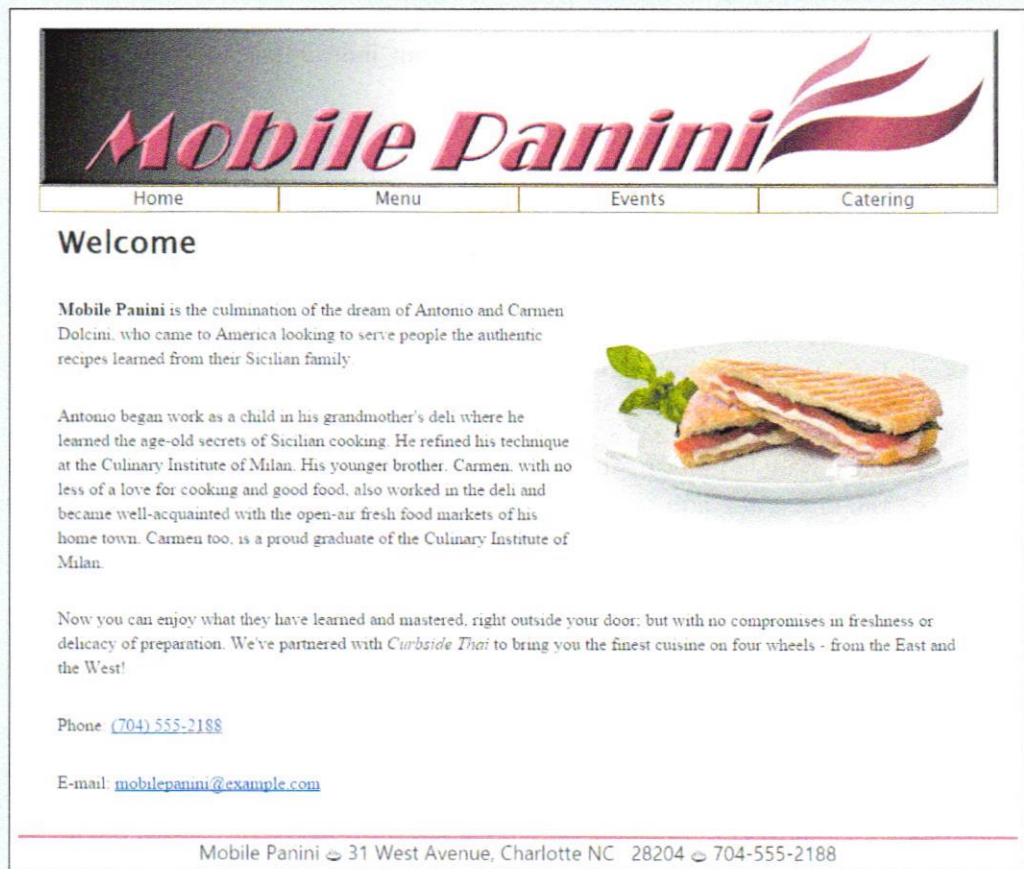 Mobile Panini
Home Menu Events Catering
Welcome
Mobile Panini is the culmination of the dream of Antonio and Carmen
Dolcini, who came to America looking to serve people the authentic
recipes learned from their Sicilian family.
Antonio began work as a child in his grandmother's deli where he
learned the age-old secrets of Sicilian cooking. He refined his technique
at the Culinary Institute of Milan. His younger brother, Carmen, with no
less of a love for cooking and good food, also worked in the deli and
became well-acquainted with the open-air fresh food markets of his
home town. Carmen too, is a proud graduate of the Culinary Institute of
Milan.
Now you can enjoy what they have learned and mastered, right outside your door; but with no compromises in freshness or
delicacy of preparation. We've partnered with Curbside Thai to bring you the finest cuisine on four wheels - from the East and
the West!
Phone: (704) 555-2188
E-mail: mobilepanini@example.com
Mobile Panini 31 West Avenue, Charlotte NC 28204 704-555-2188